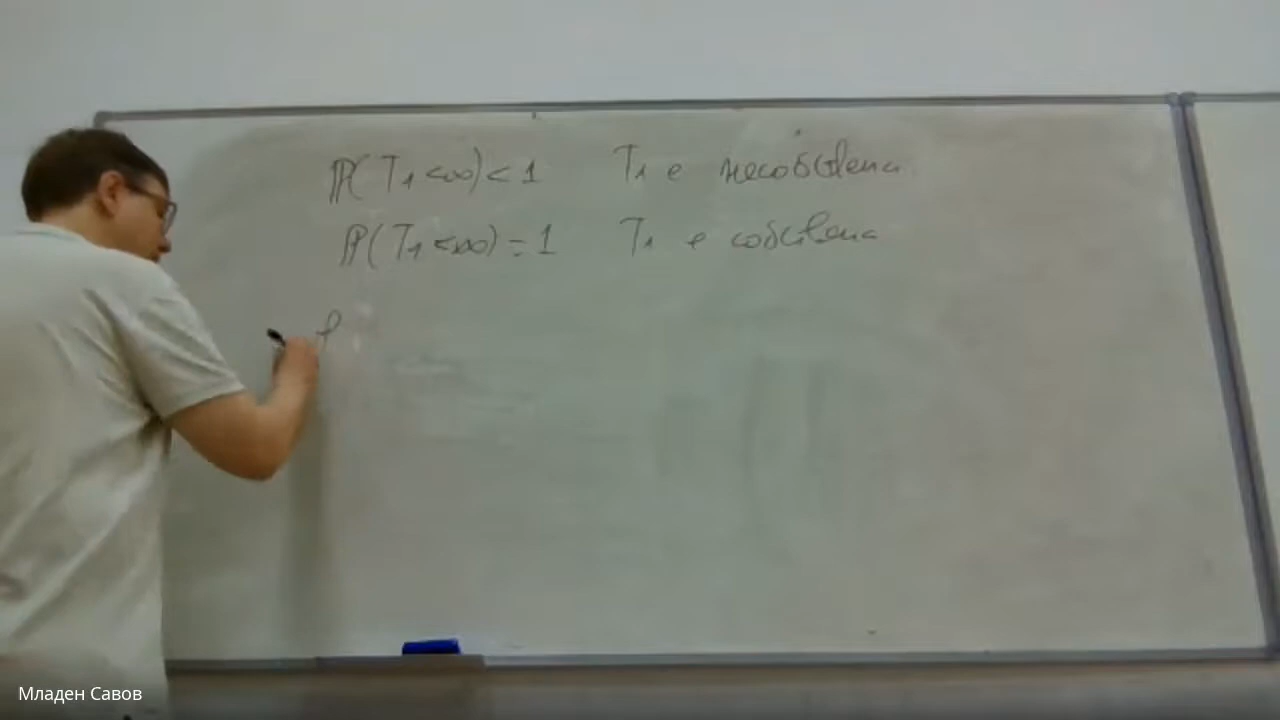 ℙ(T₁<∞)<1 T₁ е несобствена.
ℙ(T₁<∞)=1 T₁ е собствена
Младен Савов